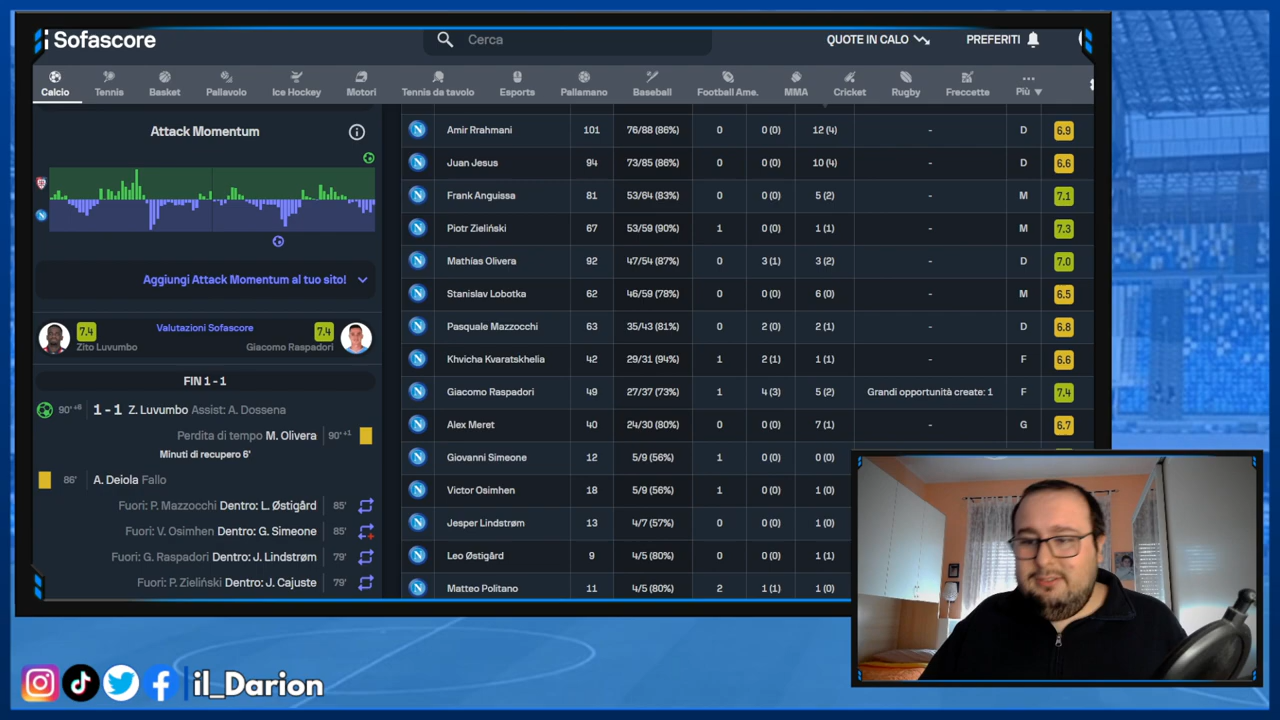 Sofascore
Cerca
QUOTE IN CALO
PREFERITI
Calcio
Tennis
Basket
Pallavolo
Ice Hockey
Motori
Tennis da tavolo
Esports
Pallamano
Baseball
Football Ame.
MMA
Cricket
Rugby
Freccette
Più
Attack Momentum
Aggiungi Attack Momentum al tuo sito!
7.4 Valutazioni Sofascore 7.4
Zito Luvumbo Giacomo Raspadori
FIN 1 - 1
90'+6 1 - 1 Z. Luvumbo Assist: A. Dossena
Perdita di tempo M. Olivera 90'+1
Minuti di recupero 6'
86' A. Deiola Fallo
Fuori: P. Mazzocchi Dentro: L. Østigård 85'
Fuori: V. Osimhen Dentro: G. Simeone 85'
Fuori: G. Raspadori Dentro: J. Lindstrøm 79'
Fuori: P. Zieliński Dentro: J. Cajuste 79'
Amir Rrahmani 101 76/88 (86%) 0 0 (0) 12 (4) - D 6.9
Juan Jesus 94 73/85 (86%) 0 0 (0) 10 (4) - D 6.6
Frank Anguissa 81 53/64 (83%) 0 0 (0) 5 (2) - M 7.1
Piotr Zieliński 67 53/59 (90%) 1 0 (0) 1 (1) - M 7.3
Mathías Olivera 92 47/54 (87%) 0 3 (1) 3 (2) - D 7.0
Stanislav Lobotka 62 46/59 (78%) 0 0 (0) 6 (0) - M 6.5
Pasquale Mazzocchi 63 35/43 (81%) 0 2 (0) 2 (1) - D 6.8
Khvicha Kvaratskhelia 42 29/31 (94%) 1 2 (1) 1 (1) - F 6.6
Giacomo Raspadori 49 27/37 (73%) 1 4 (3) 5 (2) Grandi opportunità create: 1 F 7.4
Alex Meret 40 24/30 (80%) 0 0 (0) 7 (1) - G 6.7
Giovanni Simeone 12 5/9 (56%) 1 0 (0) 0 (0)
Victor Osimhen 18 5/9 (56%) 1 0 (0) 1 (0)
Jesper Lindstrøm 13 4/7 (57%) 0 0 (0) 1 (0)
Leo Østigård 9 4/5 (80%) 0 0 (0) 1 (1)
Matteo Politano 11 4/5 (80%) 2 1 (1) 1 (0)
il_Darion